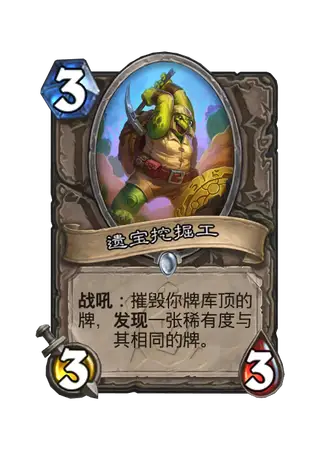 3
遗宝挖掘工
战吼：摧毁你牌库顶的
牌，发现一张稀有度与
其相同的牌。
3
3